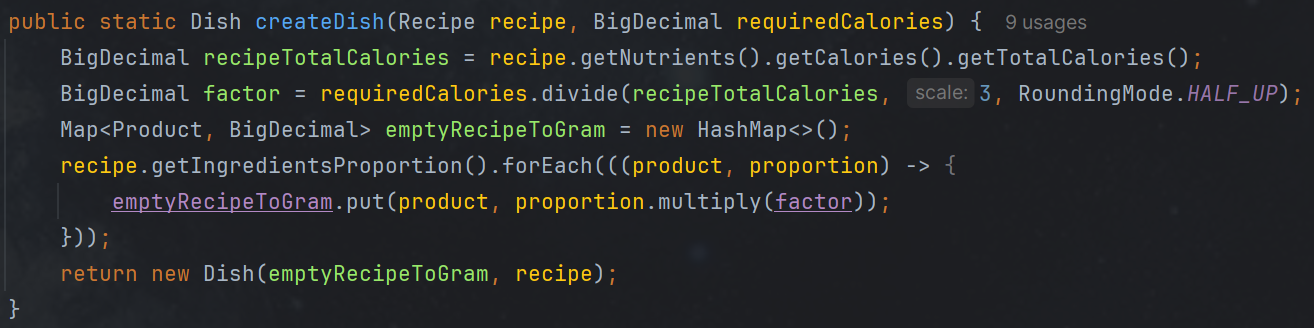 public static Dish createDish(Recipe recipe, BigDecimal requiredCalories) { 9 usages
    BigDecimal recipeTotalCalories = recipe.getNutrients().getCalories().getTotalCalories();
    BigDecimal factor = requiredCalories.divide(recipeTotalCalories, scale: 3, RoundingMode.HALF_UP);
    Map<Product, BigDecimal> emptyRecipeToGram = new HashMap<>();
    recipe.getIngredientsProportion().forEach(((product, proportion) -> {
        emptyRecipeToGram.put(product, proportion.multiply(factor));
    }));
    return new Dish(emptyRecipeToGram, recipe);
}